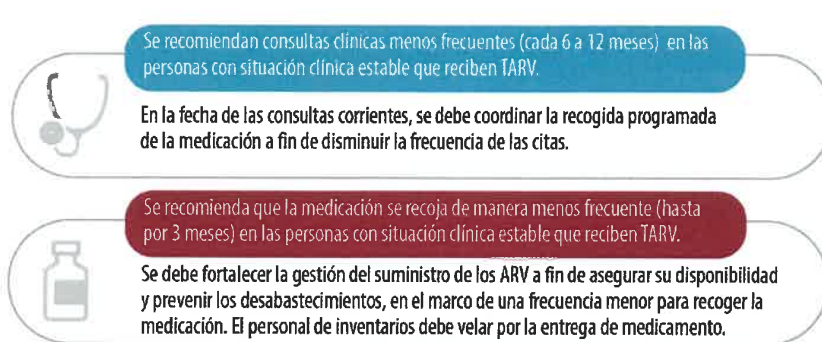 Se recomiendan consultas clínicas menos frecuentes (cada 6 a 12 meses) en las
personas con situación clínica estable que reciben TARV.
En la fecha de las consultas corrientes, se debe coordinar la recogida programada
de la medicación a fin de disminuir la frecuencia de las citas.
Se recomienda que la medicación se recoja de manera menos frecuente (hasta
por 3 meses) en las personas con situación clínica estable que reciben TARV.
Se debe fortalecer la gestión del suministro de los ARV a fin de asegurar su disponibilidad
y prevenir los desabastecimientos, en el marco de una frecuencia menor para recoger la
medicación. El personal de inventarios debe velar por la entrega de medicamento.